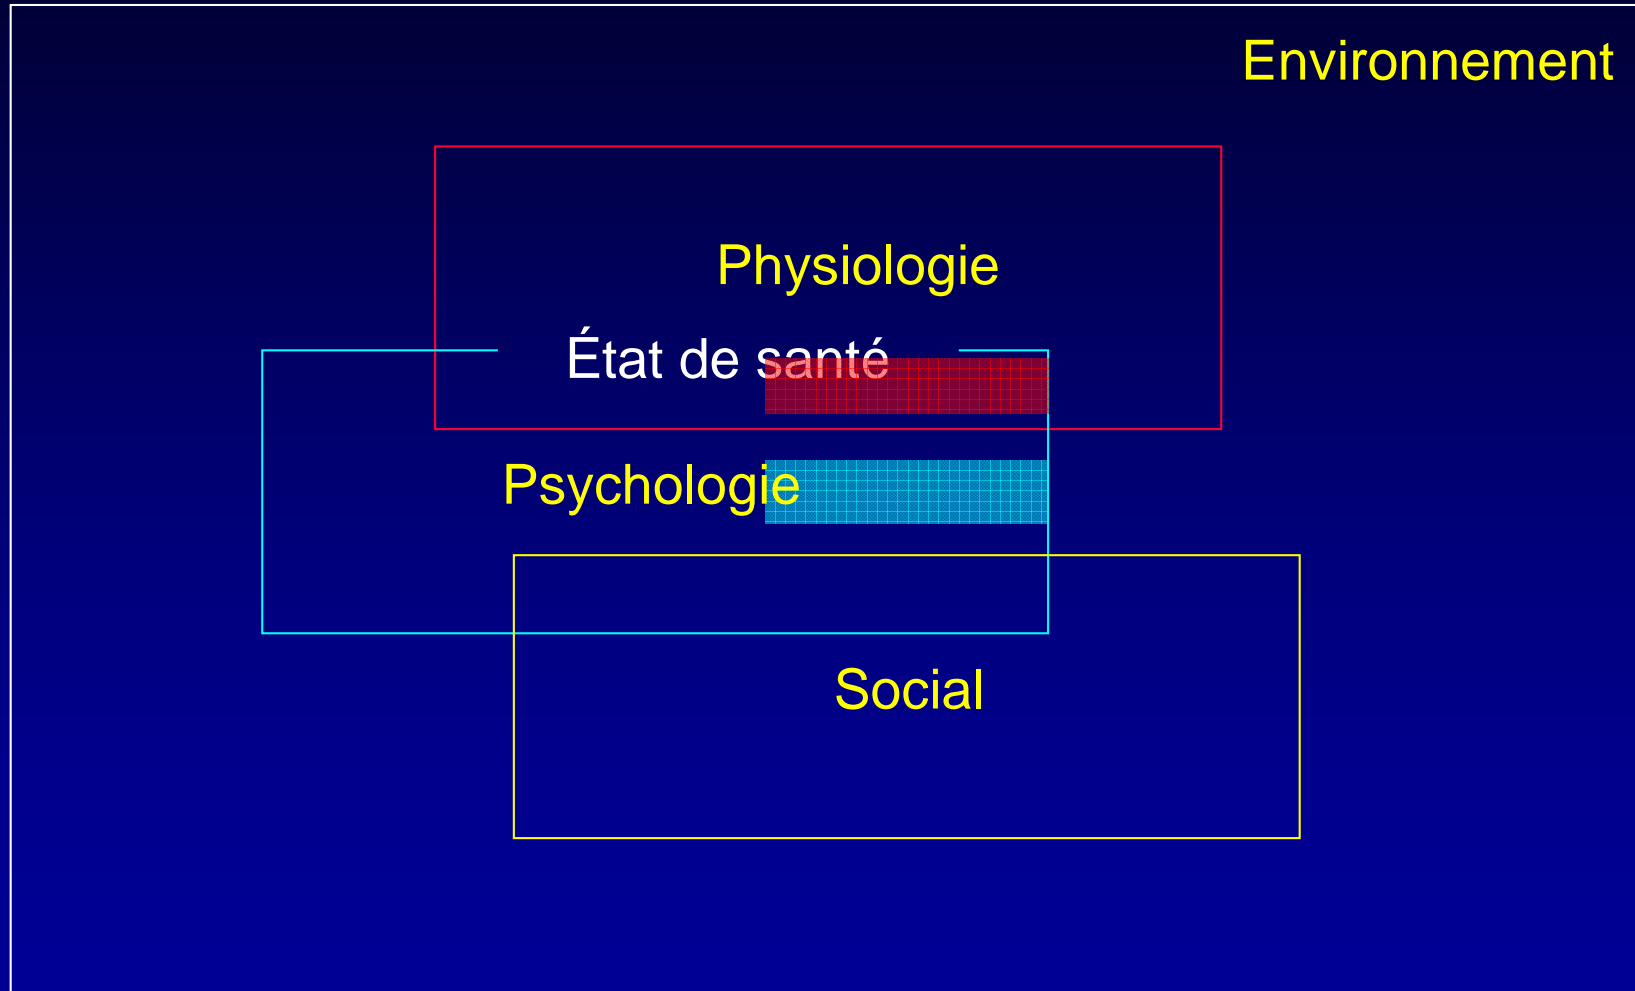 Environnement
Physiologie
État de santé
Psychologie
Social